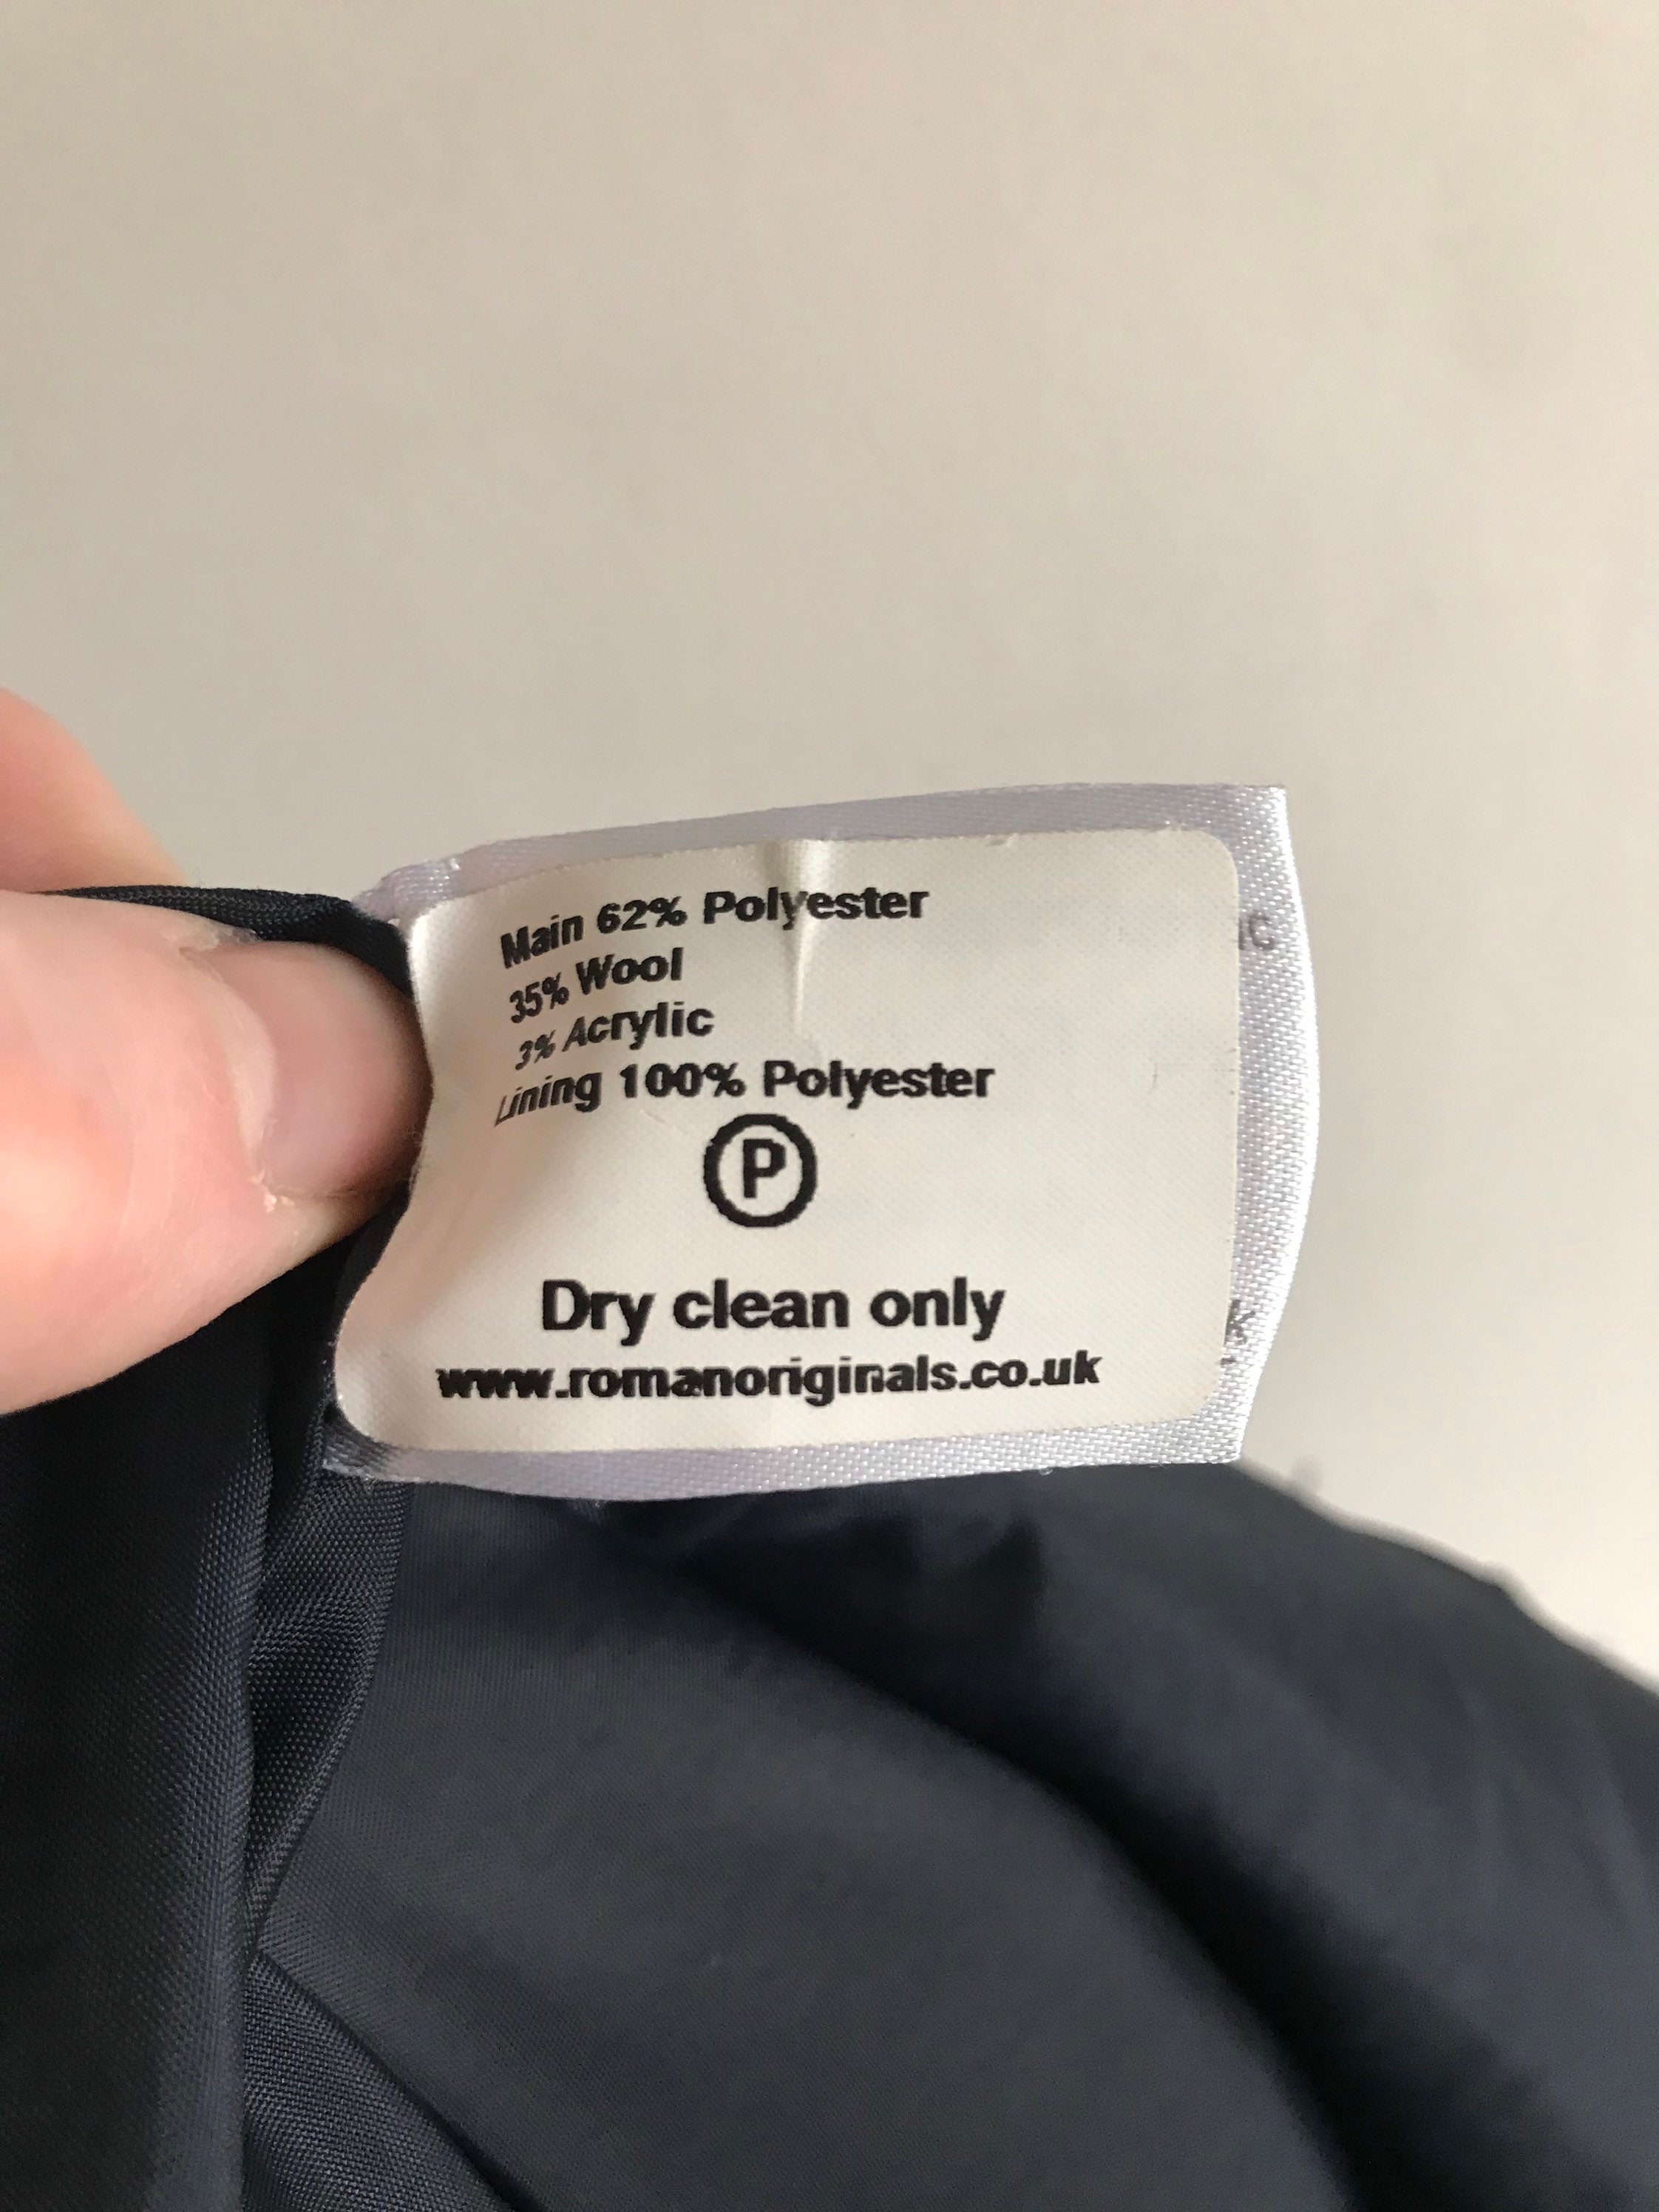 Main 62% Polyester
35% Wool
3% Acrylic
Lining 100% Polyester
P
Dry clean only
www.romanoriginals.co.uk